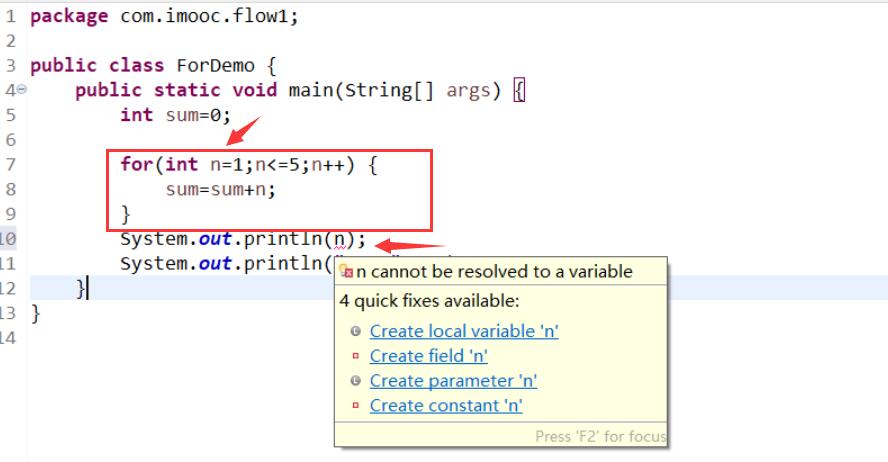 1 package com.imooc.flow1;
2
3 public class ForDemo {
4 public static void main(String[] args) {
5 int sum=0;
6
7 for(int n=1;n<=5;n++) {
8 sum=sum+n;
9 }
10 System.out.println(n);
11 System.out.println(
12 }
13 }
14
n cannot be resolved to a variable
4 quick fixes available:
Create local variable 'n'
Create field 'n'
Create parameter 'n'
Create constant 'n'
Press 'F2' for focus